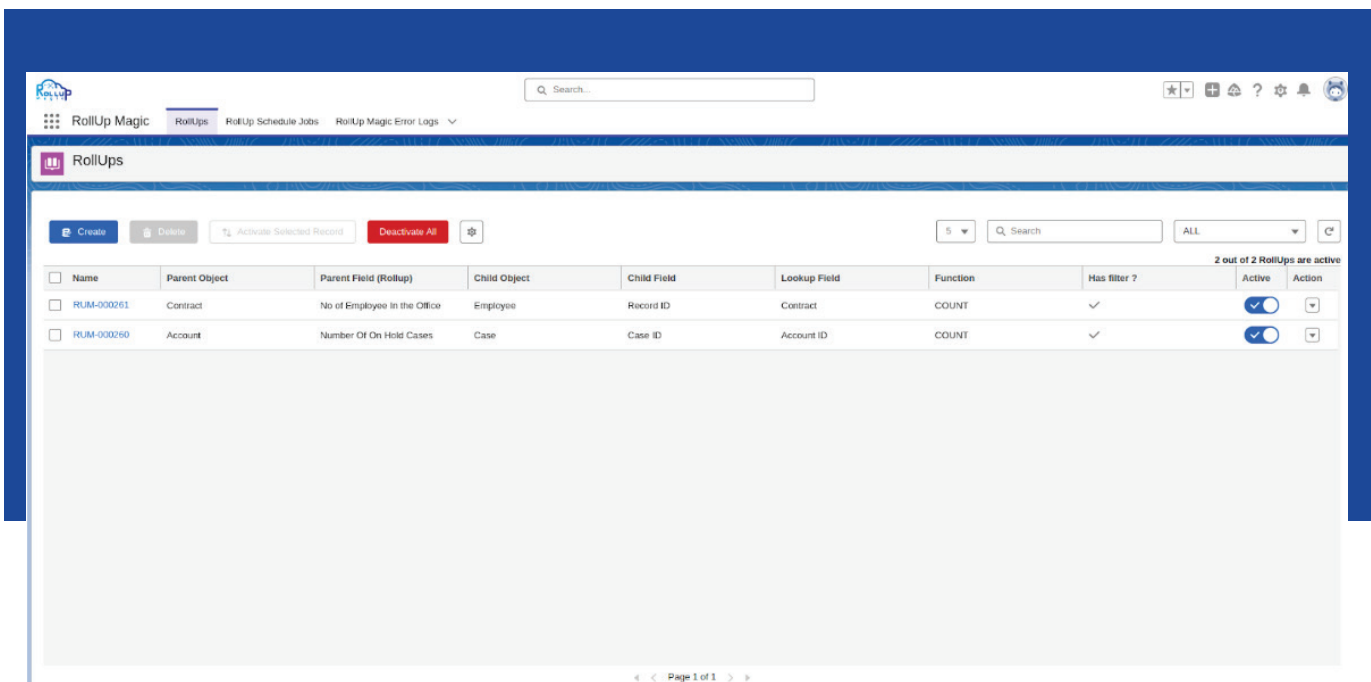 ROLLUP
Search...
RollUp Magic RollUps RollUp Schedule Jobs RollUp Magic Error Logs
RollUps
Create Delete Activate Selected Record Deactivate All 5 Search ALL
2 out of 2 RollUps are active
Name Parent Object Parent Field (Rollup) Child Object Child Field Lookup Field Function Has filter ? Active Action
RUM-000261 Contract No of Employee In the Office Employee Record ID Contract COUNT
RUM-000260 Account Number Of On Hold Cases Case Case ID Account ID COUNT
Page 1 of 1